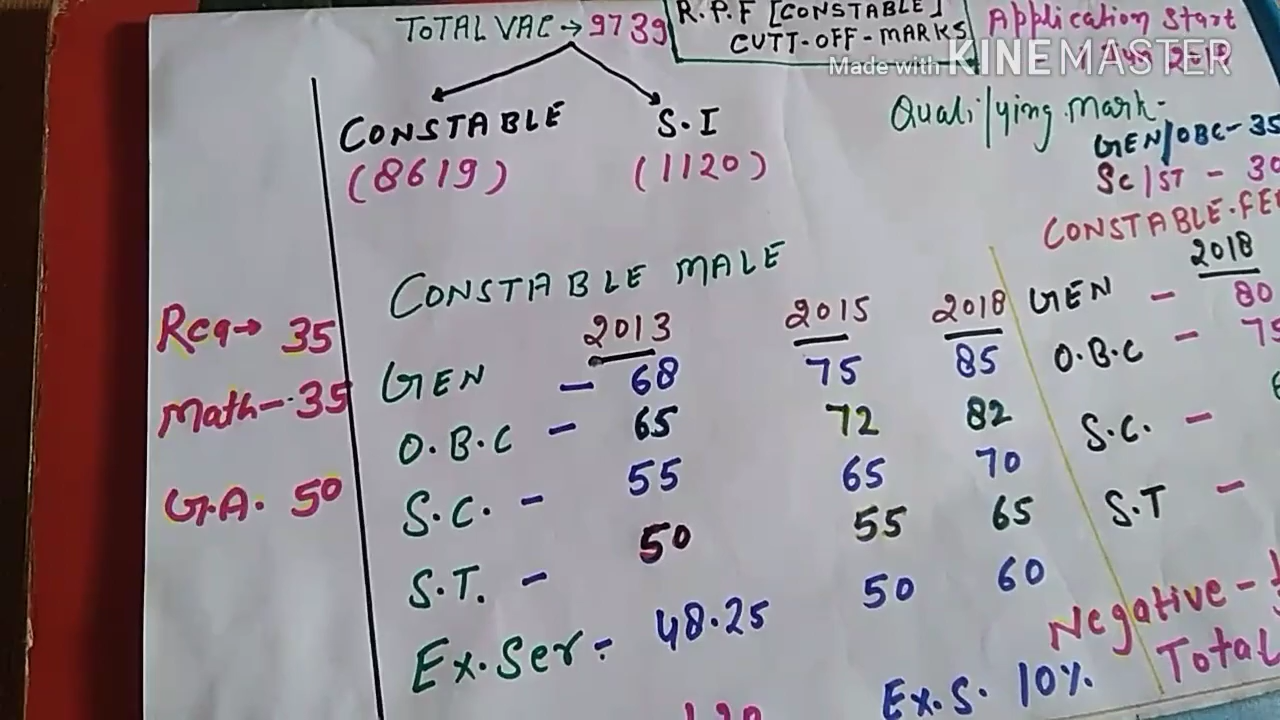 TOTAL VAC → 9739
R.P.F [CONSTABLE]
CUTT-OFF-MARKS
Application Start
Made with KINEMASTER
CONSTABLE S.I
(8619) (1120)
Qualifying mark-
GEN/OBC-35
SC/ST - 30
Req→ 35
Math-35
G.A. 50
CONSTABLE MALE
2013 2015 2018
GEN - 68 75 85
O.B.C - 65 72 82
S.C. - 55 65 70
S.T. - 50 55 65
Ex.Ser- 48.25 50 60
CONSTABLE-FE
2018
GEN - 80
O.B.C - 75
S.C. -
S.T -
Negative -
Total
Ex.S. 10%